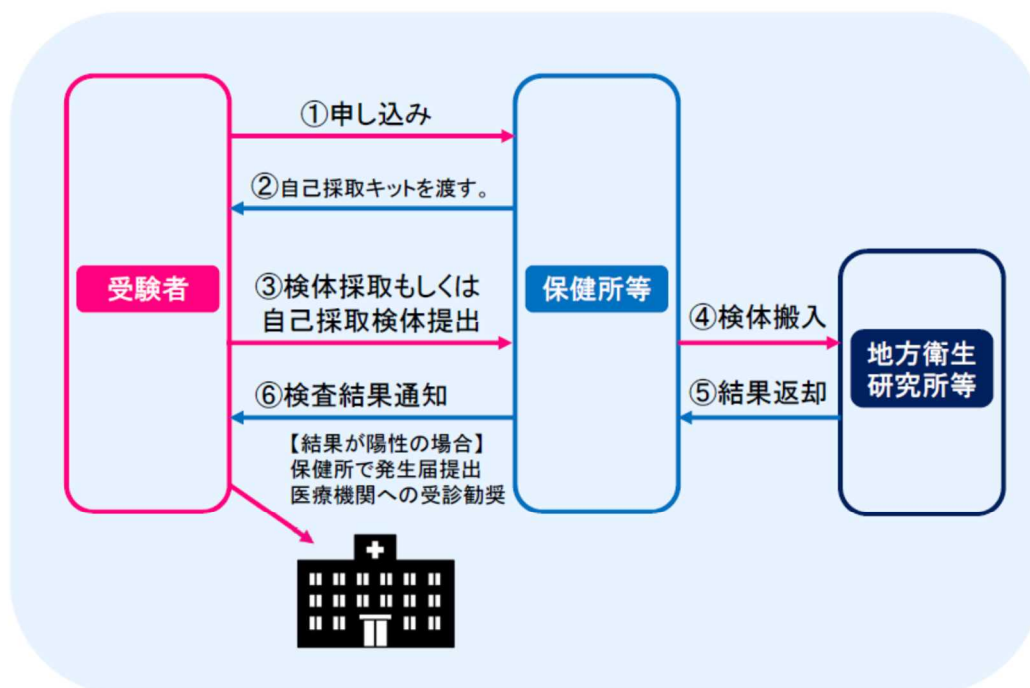 ①申し込み
②自己採取キットを渡す。
受験者
③検体採取もしくは
自己採取検体提出
保健所等
④検体搬入
地方衛生
研究所等
⑤結果返却
⑥検査結果通知
【結果が陽性の場合】
保健所で発生届提出
医療機関への受診勧奨